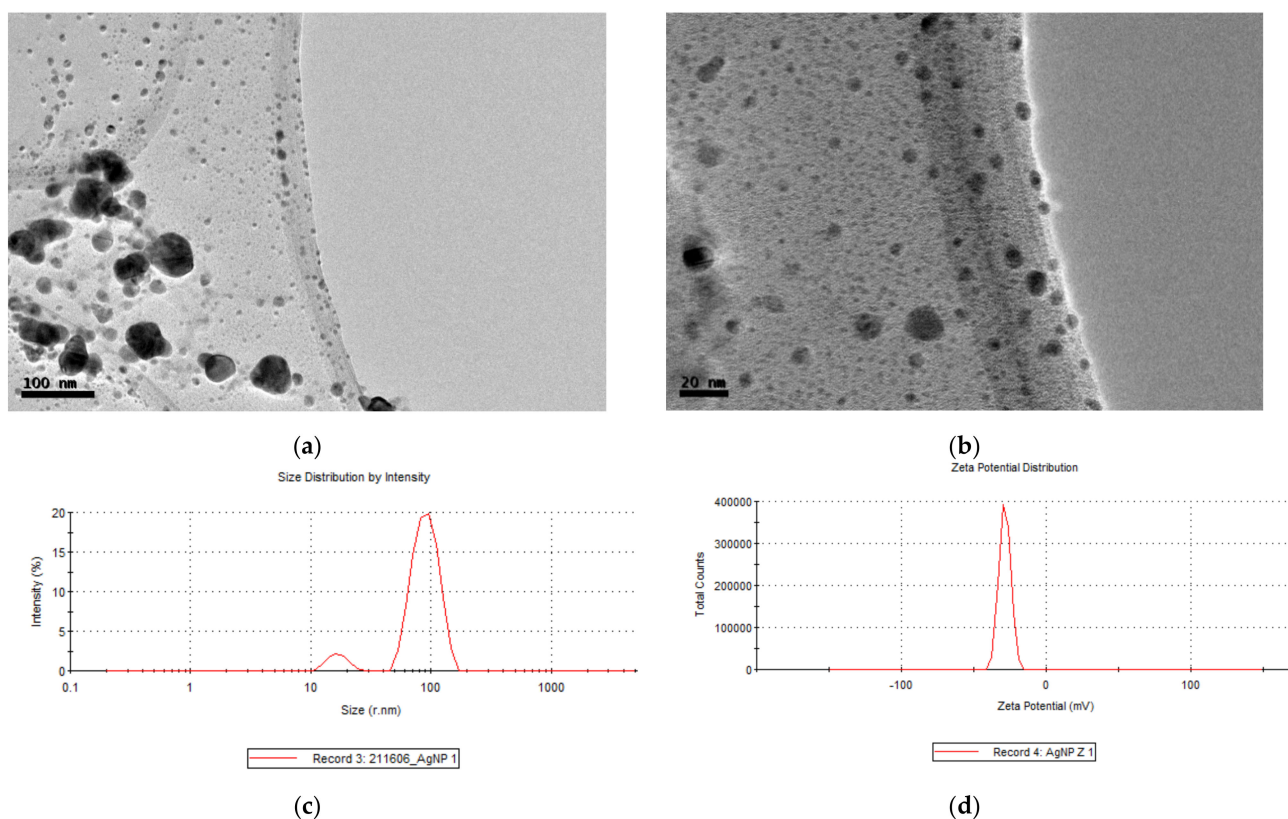 100 nm
20 nm
(a)
(b)
Size Distribution by Intensity
20
15
10
5
0
Intensity (%)
0.1 1 10 100 1000
Size (r.nm)
Record 3: 211606_AgNP 1
(c)
Zeta Potential Distribution
400000
300000
200000
100000
0
Total Counts
-100 0 100
Zeta Potential (mV)
Record 4: AgNP Z 1
(d)